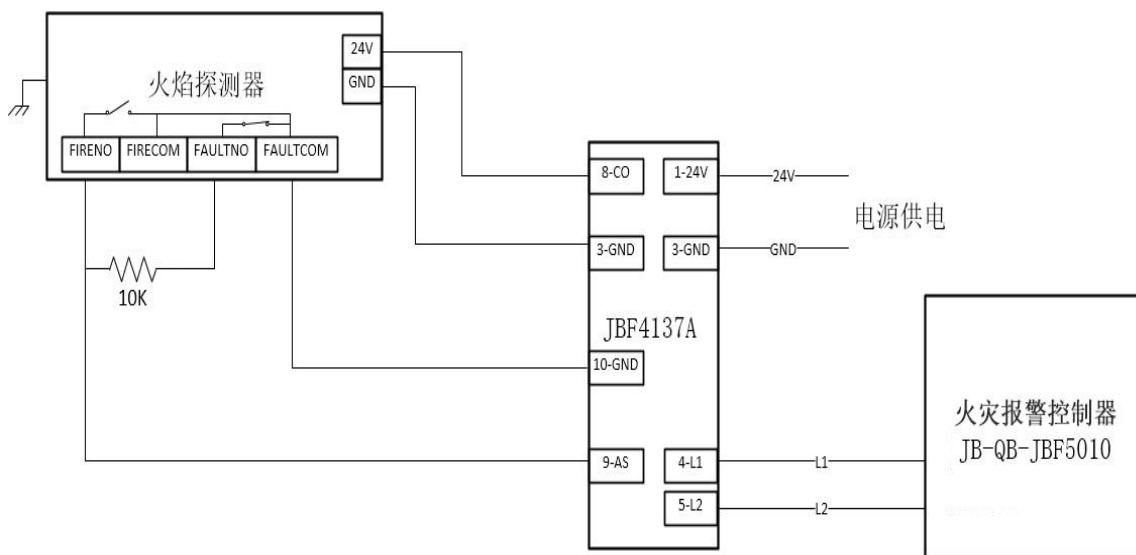 24V
火焰探测器
GND
FIRENO FIRECOM FAULTNO FAULTCOM
10K
8-CO 1-24V 24V
电源供电
3-GND 3-GND GND
JBF4137A
10-GND
火灾报警控制器
JB-QB-JBF5010
9-AS 4-L1 L1
5-L2 L2